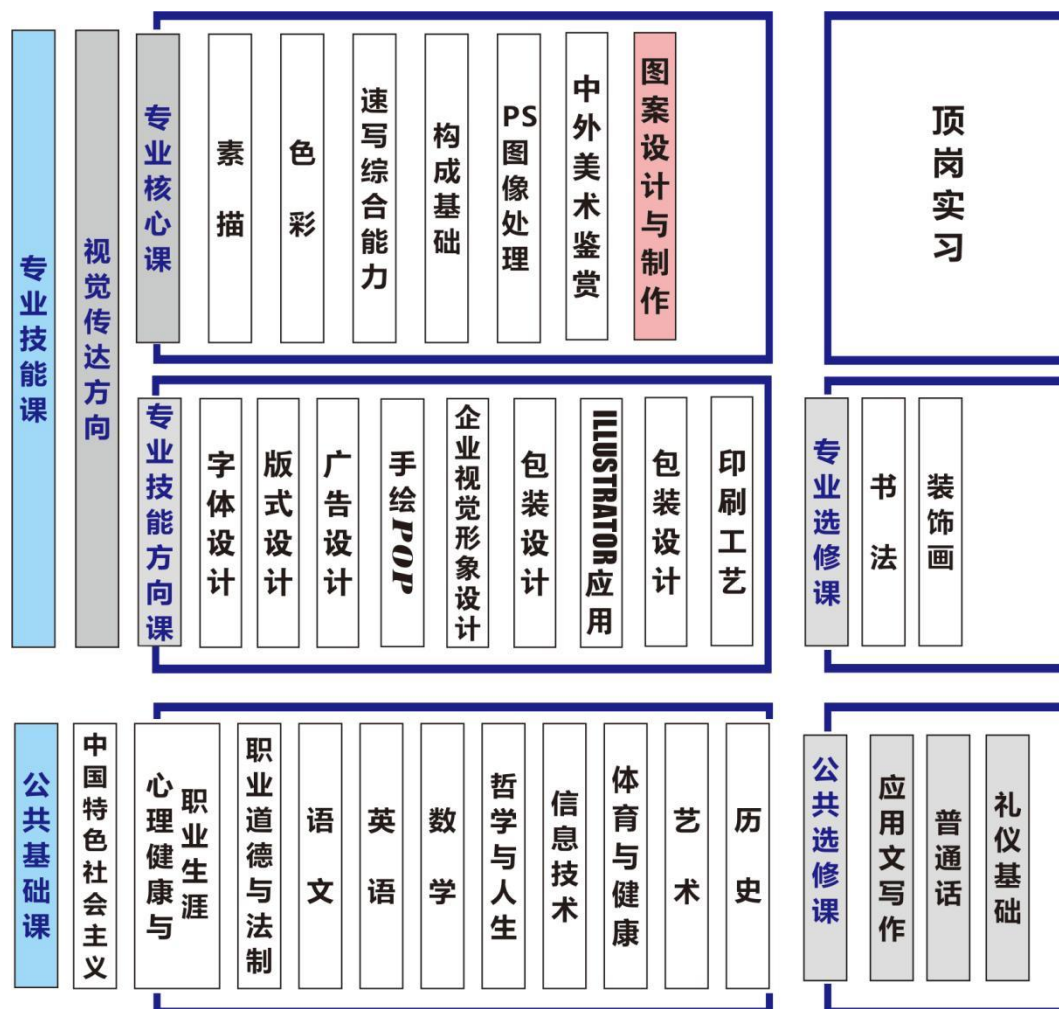 专业技能课
视觉传达方向
专业核心课
素描
色彩
速写综合能力
构成基础
PS图像处理
中外美术鉴赏
图案设计与制作
顶岗实习
专业技能方向课
字体设计
版式设计
广告设计
手绘POP
企业视觉形象设计
包装设计
ILLUSTRATOR应用
包装设计
印刷工艺
专业选修课
书法
装饰画
公共基础课
中国特色社会主义
心理健康与
职业生涯
职业道德与法制
语文
英语
数学
哲学与人生
信息技术
体育与健康
艺术
历史
公共选修课
应用文写作
普通话
礼仪基础